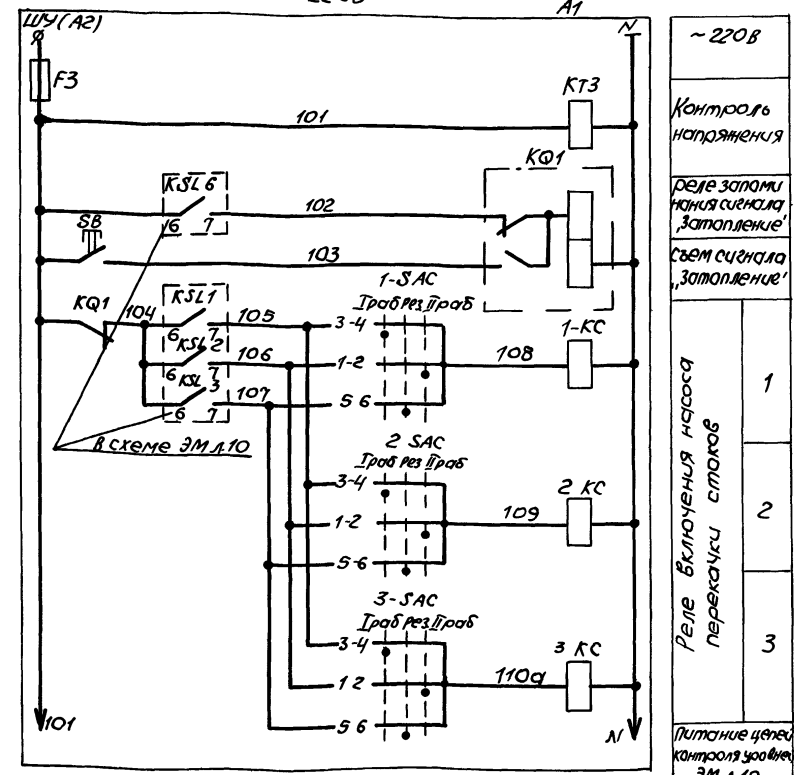 ШУ(А2)
А1
N
~220В
F3
КТ3
101
Контроль
напряжения
KQ1
KSL6
Реле запоми
нания сигнала
„Затопление"
102
6 7
SB
103
Съем сигнала
„Затопление"
1-SAC
KQ1
104
KSL1
105
Iраб Рез IIраб
3-4
1-КС
6 7
KSL 2
106
1-2
108
6 7
KSL 3
107
5 6
6 7
1
В схеме ЭМ л.10
2 SAC
Iраб Рез IIраб
3-4
2 КС
1-2
109
2
5-6
Реле включения насоса
перекачки стоков
3-SAC
Iраб Рез IIраб
3-4
3 КС
1 2
110а
3
5 6
101
N
Питание цепей
контроля уровней
ЭМ л.10